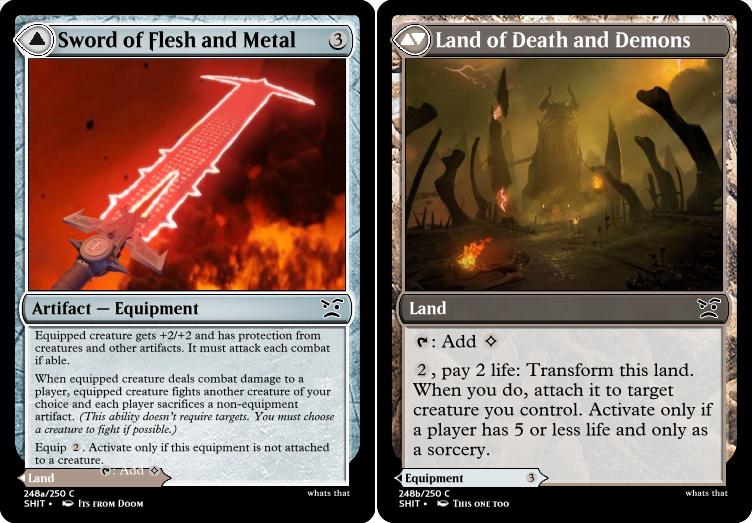 Sword of Flesh and Metal 3
Artifact — Equipment
Equipped creature gets +2/+2 and has protection from
creatures and other artifacts. It must attack each combat
if able.
When equipped creature deals combat damage to a
player, equipped creature fights another creature of your
choice and each player sacrifices a non-equipment
artifact. (This ability doesn't require targets. You must choose
a creature to fight if possible.)
Equip 2. Activate only if this equipment is not attached
to a creature.
Land : Add
248a/250 C whats that
SHIT • Its from Doom
Land of Death and Demons
Land
: Add
2, pay 2 life: Transform this land.
When you do, attach it to target
creature you control. Activate only if
a player has 5 or less life and only as
a sorcery.
Equipment 3
248b/250 C whats that
SHIT • This one too